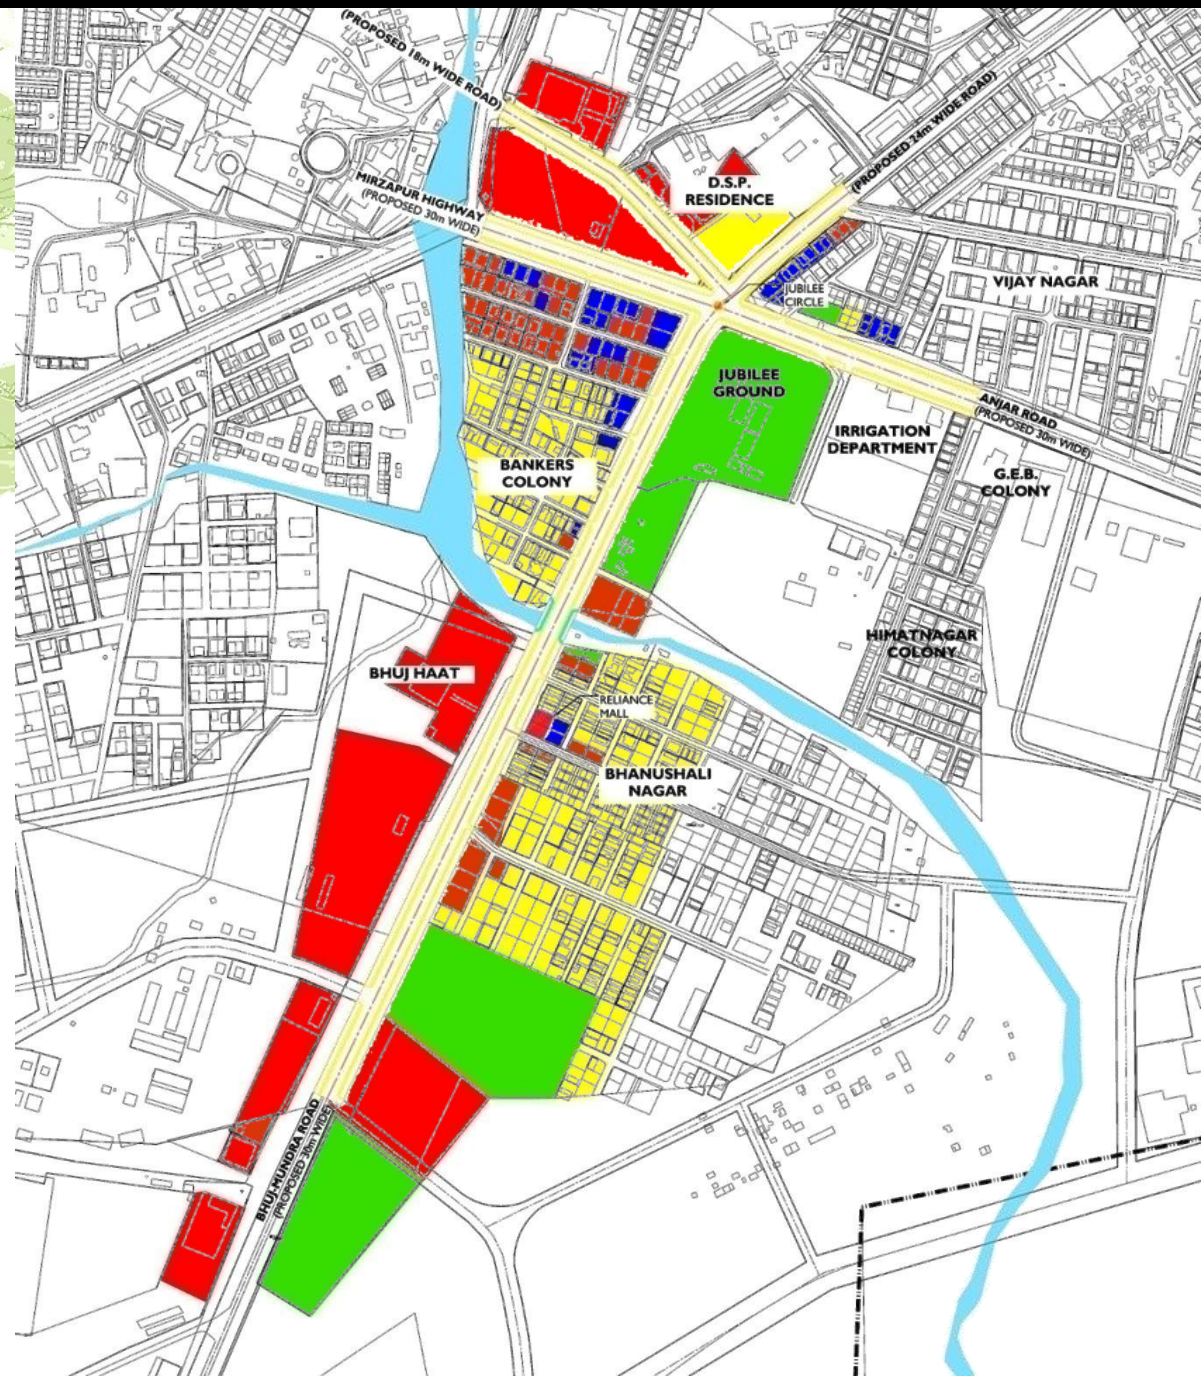 (PROPOSED 18m WIDE ROAD)
(PROPOSED 24m WIDE ROAD)
D.S.P.
RESIDENCE
MIRZAPUR HIGHWAY
(PROPOSED 30m WIDE)
VIJAY NAGAR
JUBILEE
CIRCLE
JUBILEE
GROUND
ANJAR ROAD
(PROPOSED 30m WIDE)
IRRIGATION
DEPARTMENT
BANKERS
COLONY
G.E.B.
COLONY
HIMATNAGAR
COLONY
BHUJ HAAT
RELIANCE
MALL
BHANUSHALI
NAGAR
BHUJ-MUNDRA ROAD
(PROPOSED 30m WIDE)